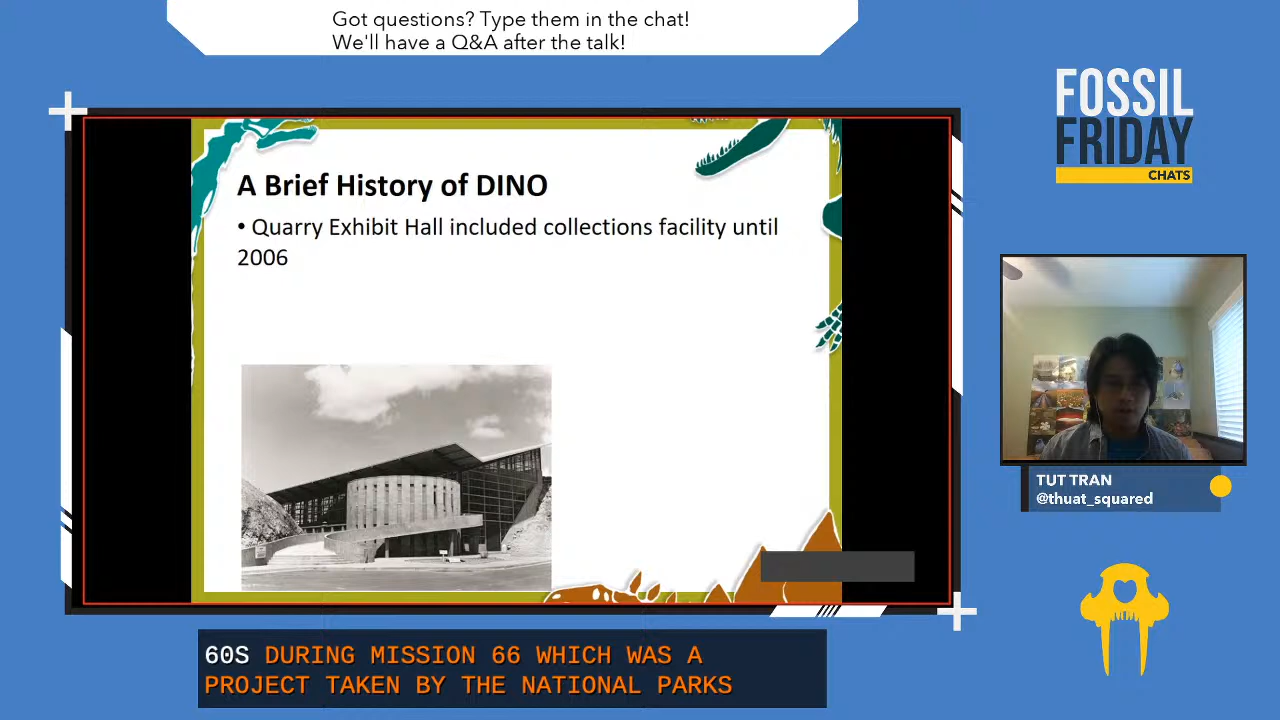 Got questions? Type them in the chat!
We'll have a Q&A after the talk!
FOSSIL
FRIDAY
CHATS
A Brief History of DINO
• Quarry Exhibit Hall included collections facility until
2006
TUT TRAN
@thuat_squared
60S DURING MISSION 66 WHICH WAS A
PROJECT TAKEN BY THE NATIONAL PARKS